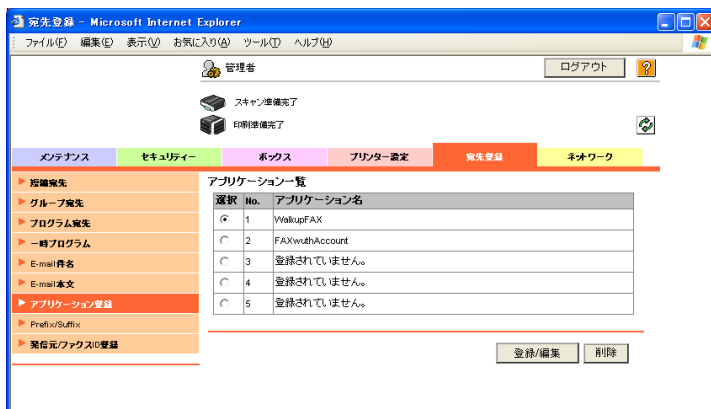 宛先登録 - Microsoft Internet Explorer
ファイル(F) 編集(E) 表示(V) お気に入り(A) ツール(T) ヘルプ(H)
管理者 ログアウト ?
スキャン準備完了
印刷準備完了
メンテナンス セキュリティー ボックス プリンター設定 宛先登録 ネットワーク
短縮宛先
グループ宛先
プログラム宛先
一時プログラム
E-mail件名
E-mail本文
アプリケーション登録
Prefix/Suffix
発信元/ファクスID登録
アプリケーション一覧
選択 No. アプリケーション名
1 WalkupFAX
2 FAXwuthAccount
3 登録されていません。
4 登録されていません。
5 登録されていません。
登録/編集 削除